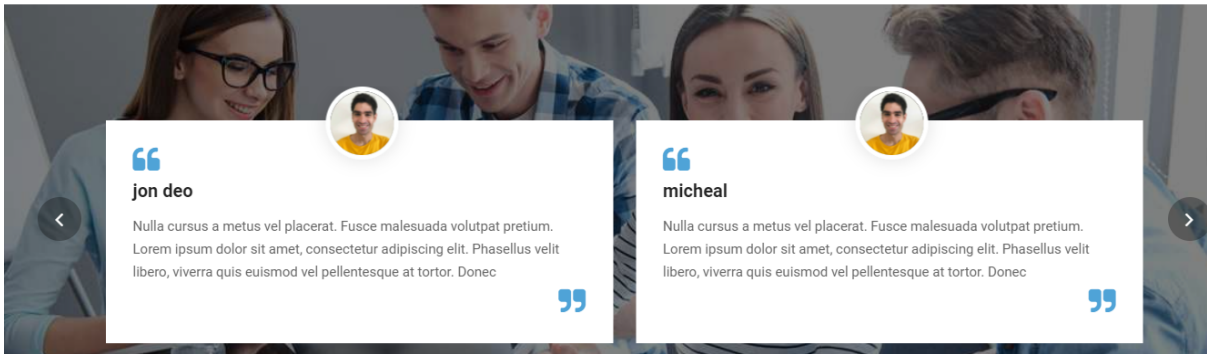 jon deo
Nulla cursus a metus vel placerat. Fusce malesuada volutpat pretium.
Lorem ipsum dolor sit amet, consectetur adipiscing elit. Phasellus velit
libero, viverra quis euismod vel pellentesque at tortor. Donec
micheal
Nulla cursus a metus vel placerat. Fusce malesuada volutpat pretium.
Lorem ipsum dolor sit amet, consectetur adipiscing elit. Phasellus velit
libero, viverra quis euismod vel pellentesque at tortor. Donec